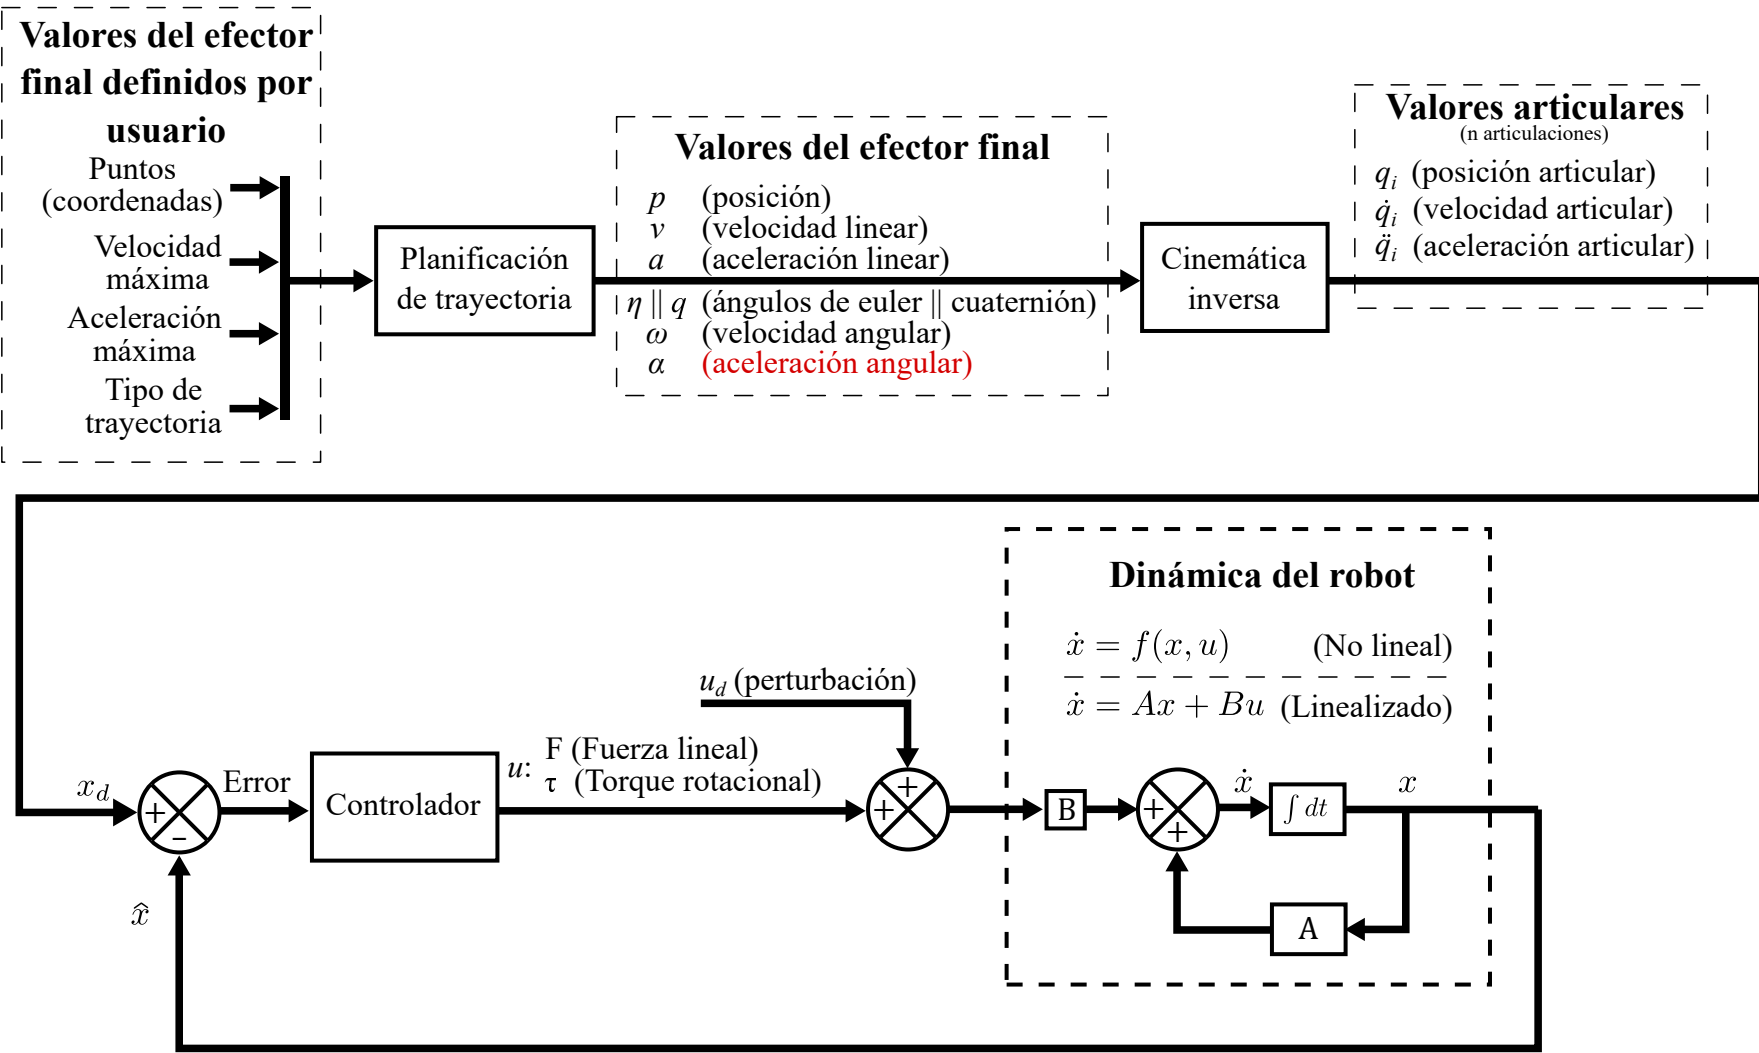 Valores del efector
final definidos por
usuario
Puntos
(coordenadas)
Velocidad
máxima
Aceleración
máxima
Tipo de
trayectoria
Planificación
de trayectoria
Valores del efector final
p (posición)
v (velocidad linear)
a (aceleración linear)
η || q (ángulos de euler || cuaternión)
ω (velocidad angular)
α (aceleración angular)
Cinemática
inversa
Valores articulares
(n articulaciones)
qᵢ (posición articular)
q̇ᵢ (velocidad articular)
q̈ᵢ (aceleración articular)
x_d
+
-
Error
x̂
Controlador
u: F (Fuerza lineal)
τ (Torque rotacional)
u_d (perturbación)
+
+
Dinámica del robot
ẋ = f(x, u) (No lineal)
ẋ = Ax + Bu (Linealizado)
B
+
+
ẋ
∫ dt
x
A